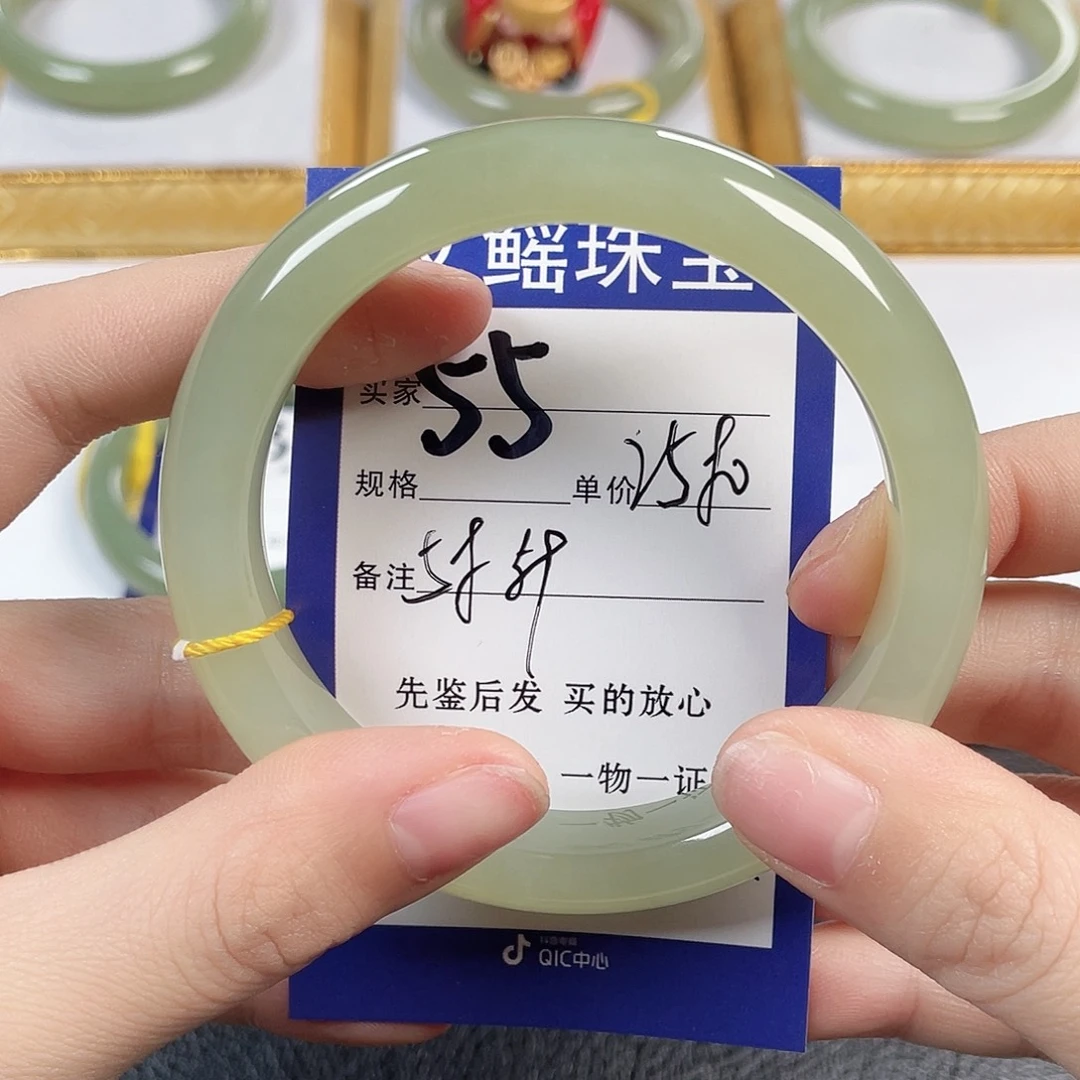 鳐珠宝
买家 55
规格 单价
备注
先鉴后发 买的放心
一物一证
QIC中心